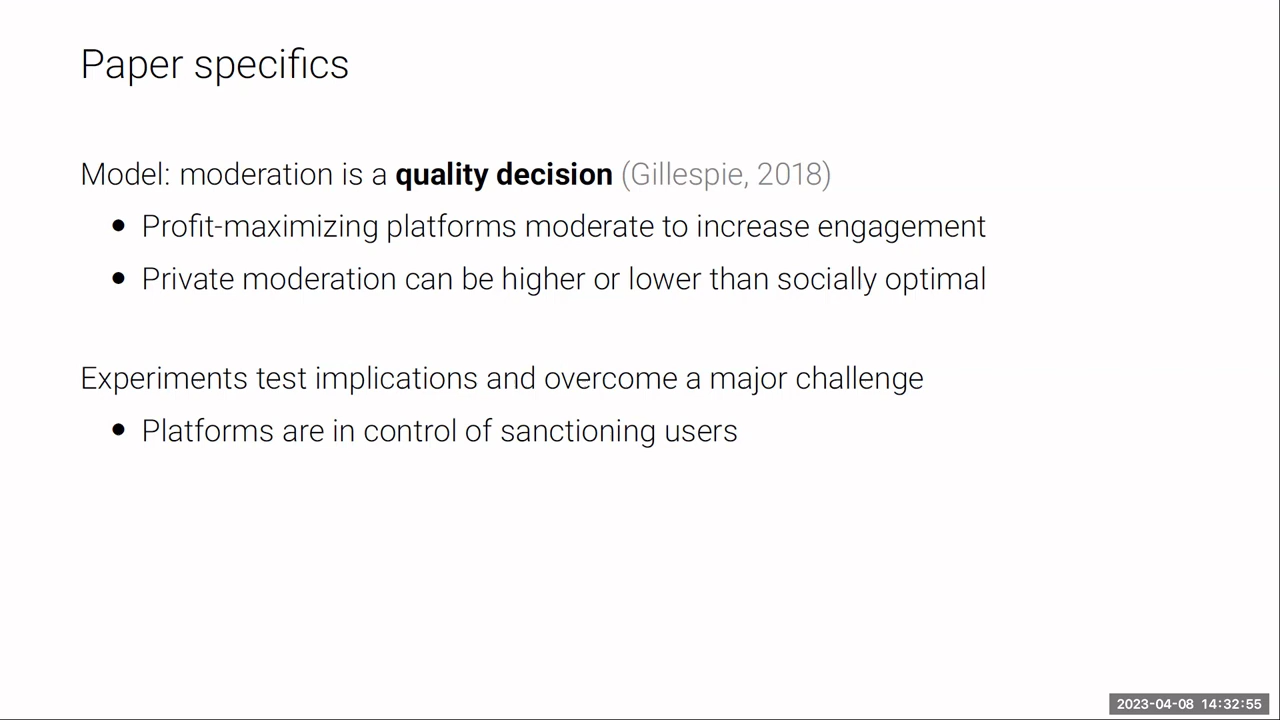 Paper specifics
Model: moderation is a quality decision (Gillespie, 2018)
● Profit-maximizing platforms moderate to increase engagement
● Private moderation can be higher or lower than socially optimal
Experiments test implications and overcome a major challenge
● Platforms are in control of sanctioning users
2023-04-08 14:32:55